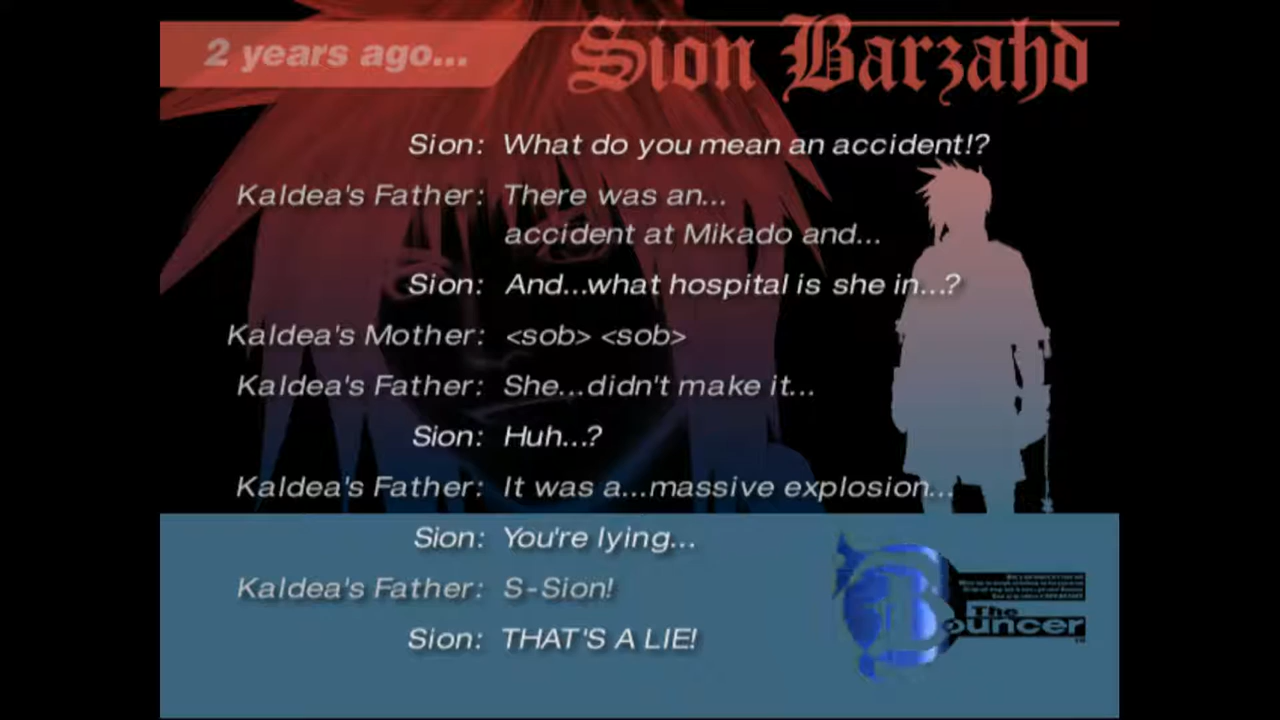 2 years ago...
Sion Barzahd
Sion: What do you mean an accident!?
Kaldea's Father: There was an...
accident at Mikado and...
Sion: And...what hospital is she in...?
Kaldea's Mother: <sob> <sob>
Kaldea's Father: She...didn't make it...
Sion: Huh...?
Kaldea's Father: It was a...massive explosion...
Sion: You're lying...
Kaldea's Father: S-Sion!
Sion: THAT'S A LIE!
The
Bouncer